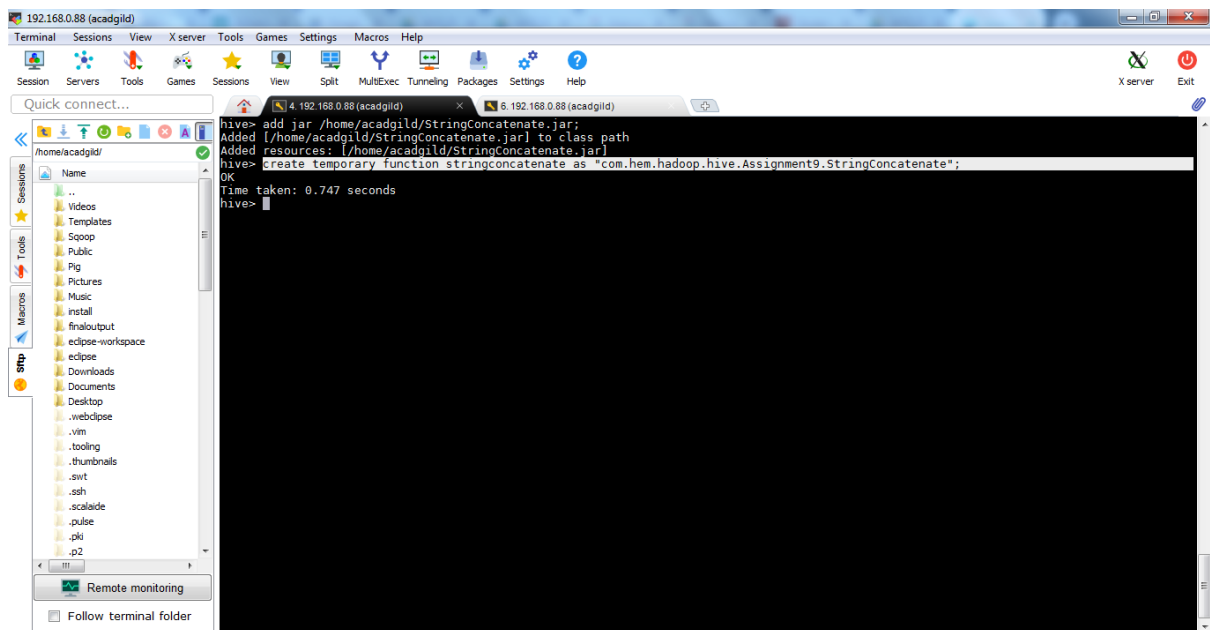 192.168.0.88 (acadgild)
Terminal Sessions View X server Tools Games Settings Macros Help
Session Servers Tools Games Sessions View Split MultiExec Tunneling Packages Settings Help X server Exit
Quick connect...
4. 192.168.0.88 (acadgild)
6. 192.168.0.88 (acadgild)
/home/acadgild/
Name
..
Videos
Templates
Sqoop
Public
Pig
Pictures
Music
install
finaloutput
eclipse-workspace
eclipse
Downloads
Documents
Desktop
.webclipse
.vim
.tooling
.thumbnails
.swt
.ssh
.scalaide
.pulse
.pki
.p2
Sessions
Tools
Macros
Sftp
Remote monitoring
Follow terminal folder
hive> add jar /home/acadgild/StringConcatenate.jar;
Added [/home/acadgild/StringConcatenate.jar] to class path
Added resources: [/home/acadgild/StringConcatenate.jar]
hive> create temporary function stringconcatenate as "com.hem.hadoop.hive.Assignment9.StringConcatenate";
OK
Time taken: 0.747 seconds
hive>